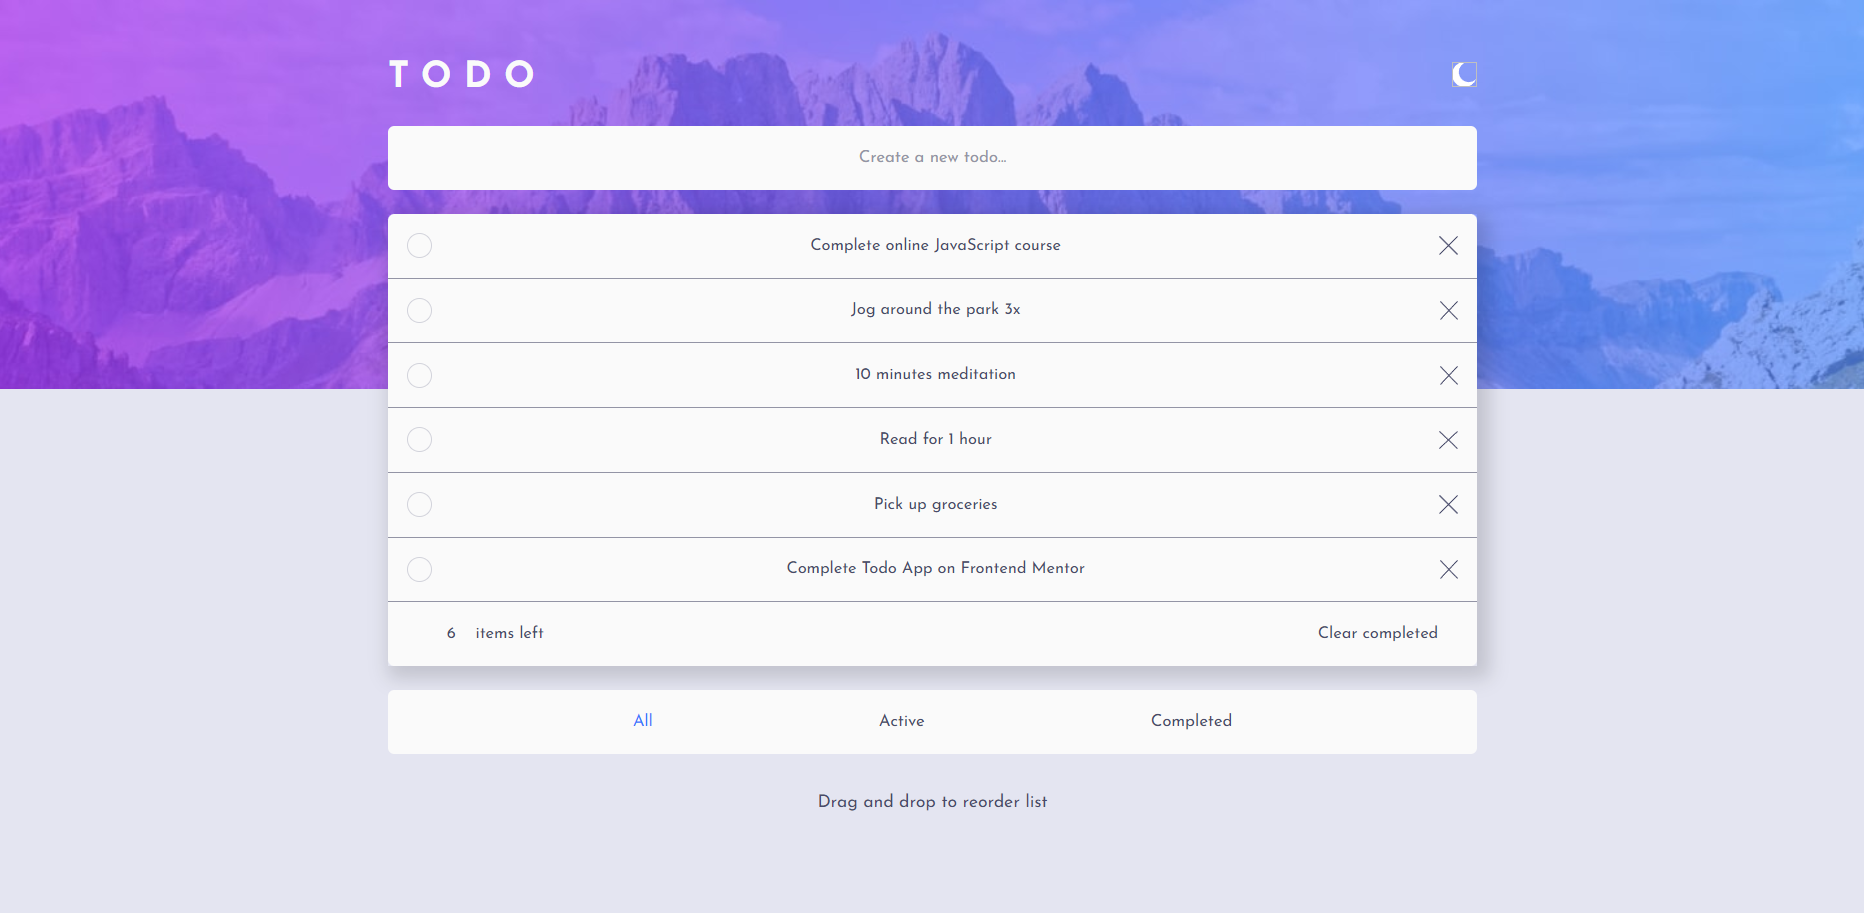 TODO
Create a new todo...
Complete online JavaScript course
Jog around the park 3x
10 minutes meditation
Read for 1 hour
Pick up groceries
Complete Todo App on Frontend Mentor
6 items left Clear completed
All Active Completed
Drag and drop to reorder list